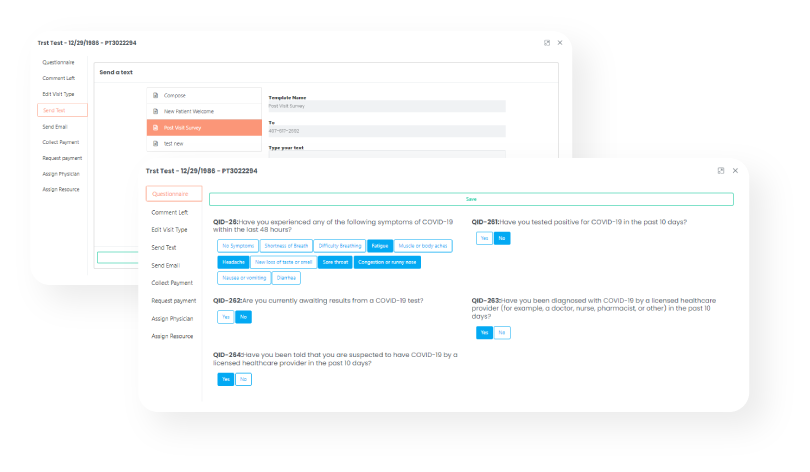 Trst Test - 12/29/1986 - PT3022294
Questionnaire
Comment Left
Edit Visit Type
Send Text
Send Email
Collect Payment
Request payment
Assign Physician
Assign Resource
Send a text
Compose
New Patient Welcome
Post Visit Survey
test new
Template Name
Post Visit Survey
To
Type your text
Trst Test - 12/29/1986 - PT3022294
Questionnaire
Comment Left
Edit Visit Type
Send Text
Send Email
Collect Payment
Request payment
Assign Physician
Assign Resource
Save
QID-26:Have you experienced any of the following symptoms of COVID-19
within the last 48 hours?
No Symptoms Shortness of Breath Difficulty Breathing Fatigue Muscle or body aches
Headache New loss of taste or smell Sore throat Congestion or runny nose
Nausea or vomiting Diarrhea
QID-261:Have you tested positive for COVID-19 in the past 10 days?
Yes No
QID-262:Are you currently awaiting results from a COVID-19 test?
Yes No
QID-263:Have you been diagnosed with COVID-19 by a licensed healthcare
provider (for example, a doctor, nurse, pharmacist, or other) in the past 10
days?
Yes No
QID-264:Have you been told that you are suspected to have COVID-19 by a
licensed healthcare provider in the past 10 days?
Yes No